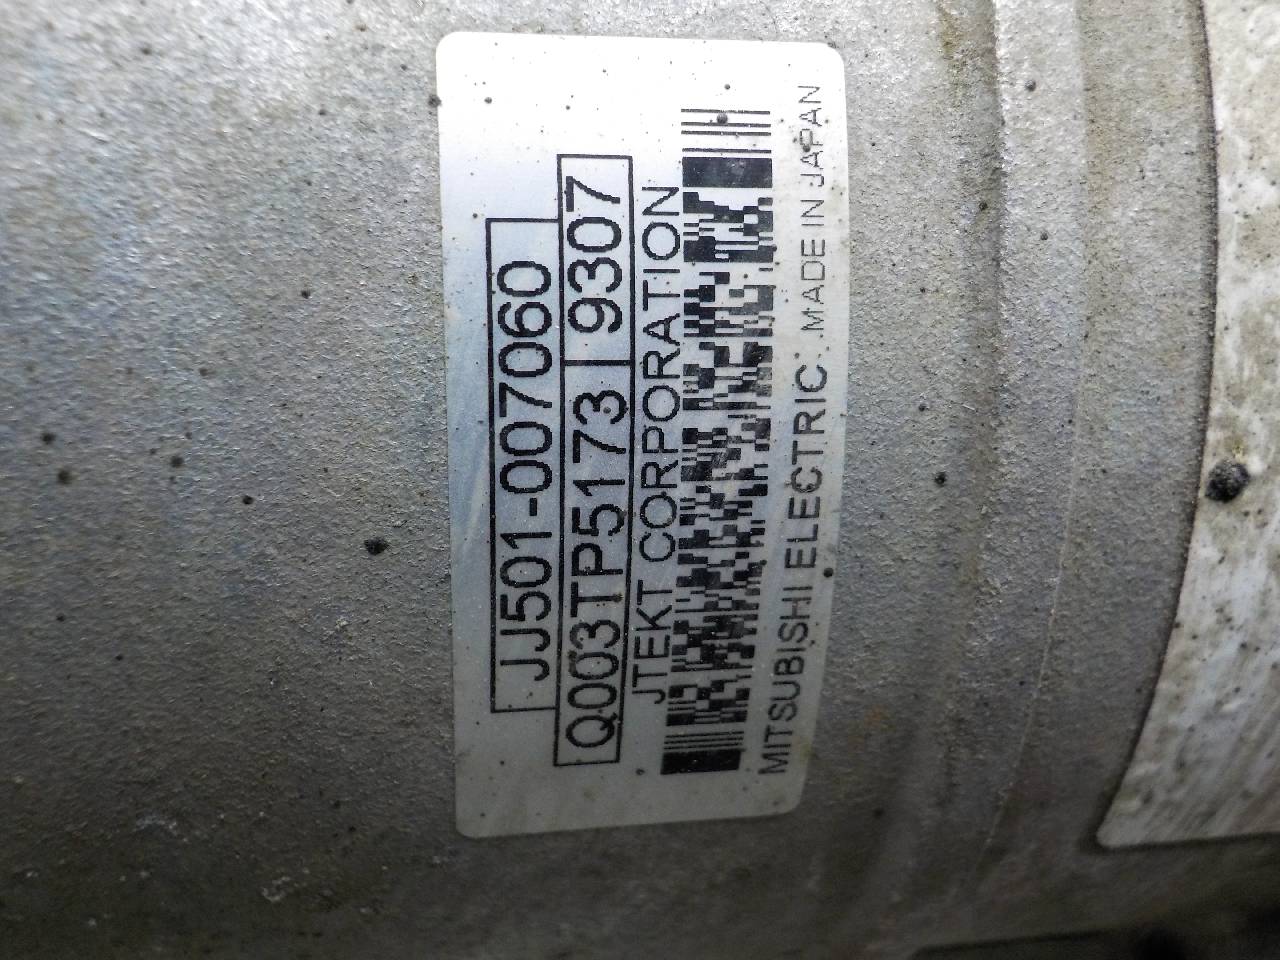 JJ501-007060
Q003TP5173 9307
JTEKT CORPORATION
MITSUBISHI ELECTRIC MADE IN JAPAN